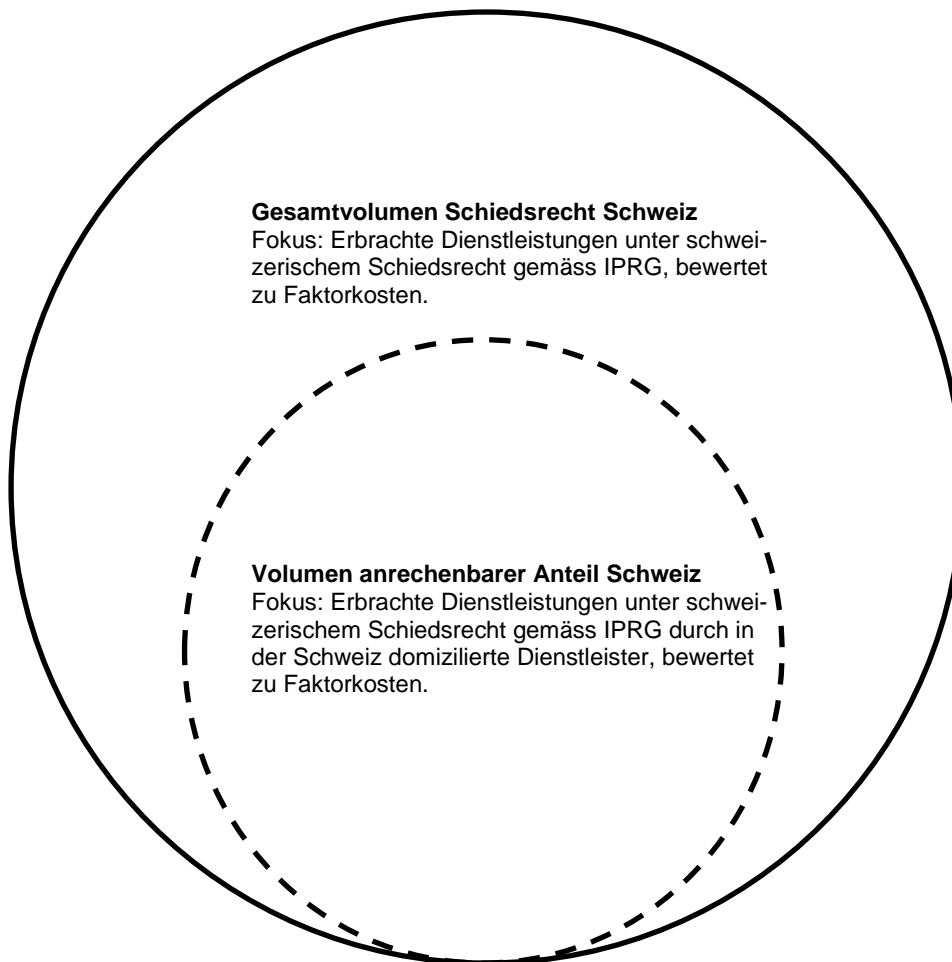 Gesamtvolumen Schiedsrecht Schweiz
Fokus: Erbrachte Dienstleistungen unter schwei-
zerischem Schiedsrecht gemäss IPRG, bewertet
zu Faktorkosten.
Volumen anrechenbarer Anteil Schweiz
Fokus: Erbrachte Dienstleistungen unter schwei-
zerischem Schiedsrecht gemäss IPRG durch in
der Schweiz domizilierte Dienstleister, bewertet
zu Faktorkosten.